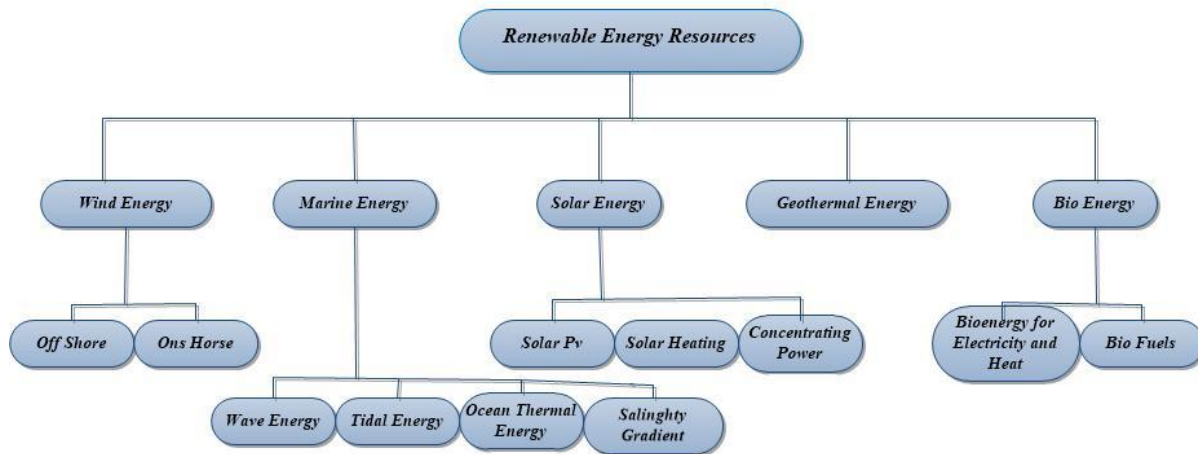 Renewable Energy Resources
Wind Energy
Marine Energy
Solar Energy
Geothermal Energy
Bio Energy
Off Shore
Ons Horse
Solar Pv
Solar Heating
Concentrating
Power
Bioenergy for
Electricity and
Heat
Bio Fuels
Wave Energy
Tidal Energy
Ocean Thermal
Energy
Salinghty
Gradient